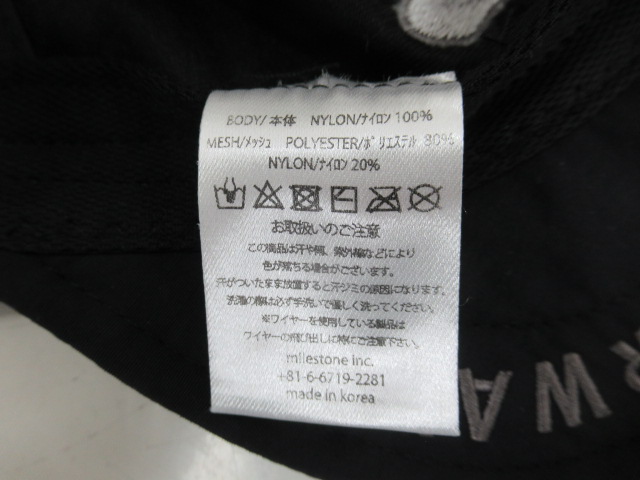 BODY/本体 NYLON/ナイロン 100%
MESH/メッシュ POLYESTER/ポリエステル 80%
NYLON/ナイロン 20%
お取扱いのご注意
この商品は汗や雨、紫外線などにより
色が落ちる場合がございます。
汗がついたまま放置すると汗ジミの原因になります。
洗濯の際は必ず手洗いで優しく洗ってください。
※ワイヤーを使用している製品は
ワイヤーの飛び出しに特にご注意下さい。
milestone inc.
+81-6-6719-2281
made in korea
RWA